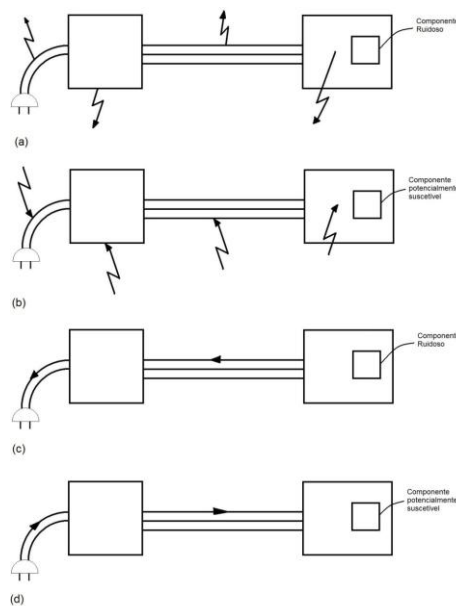 Componente
Ruidoso
(a)
Componente
potencialmente
suscetível
(b)
Componente
Ruidoso
(c)
Componente
potencialmente
suscetível
(d)